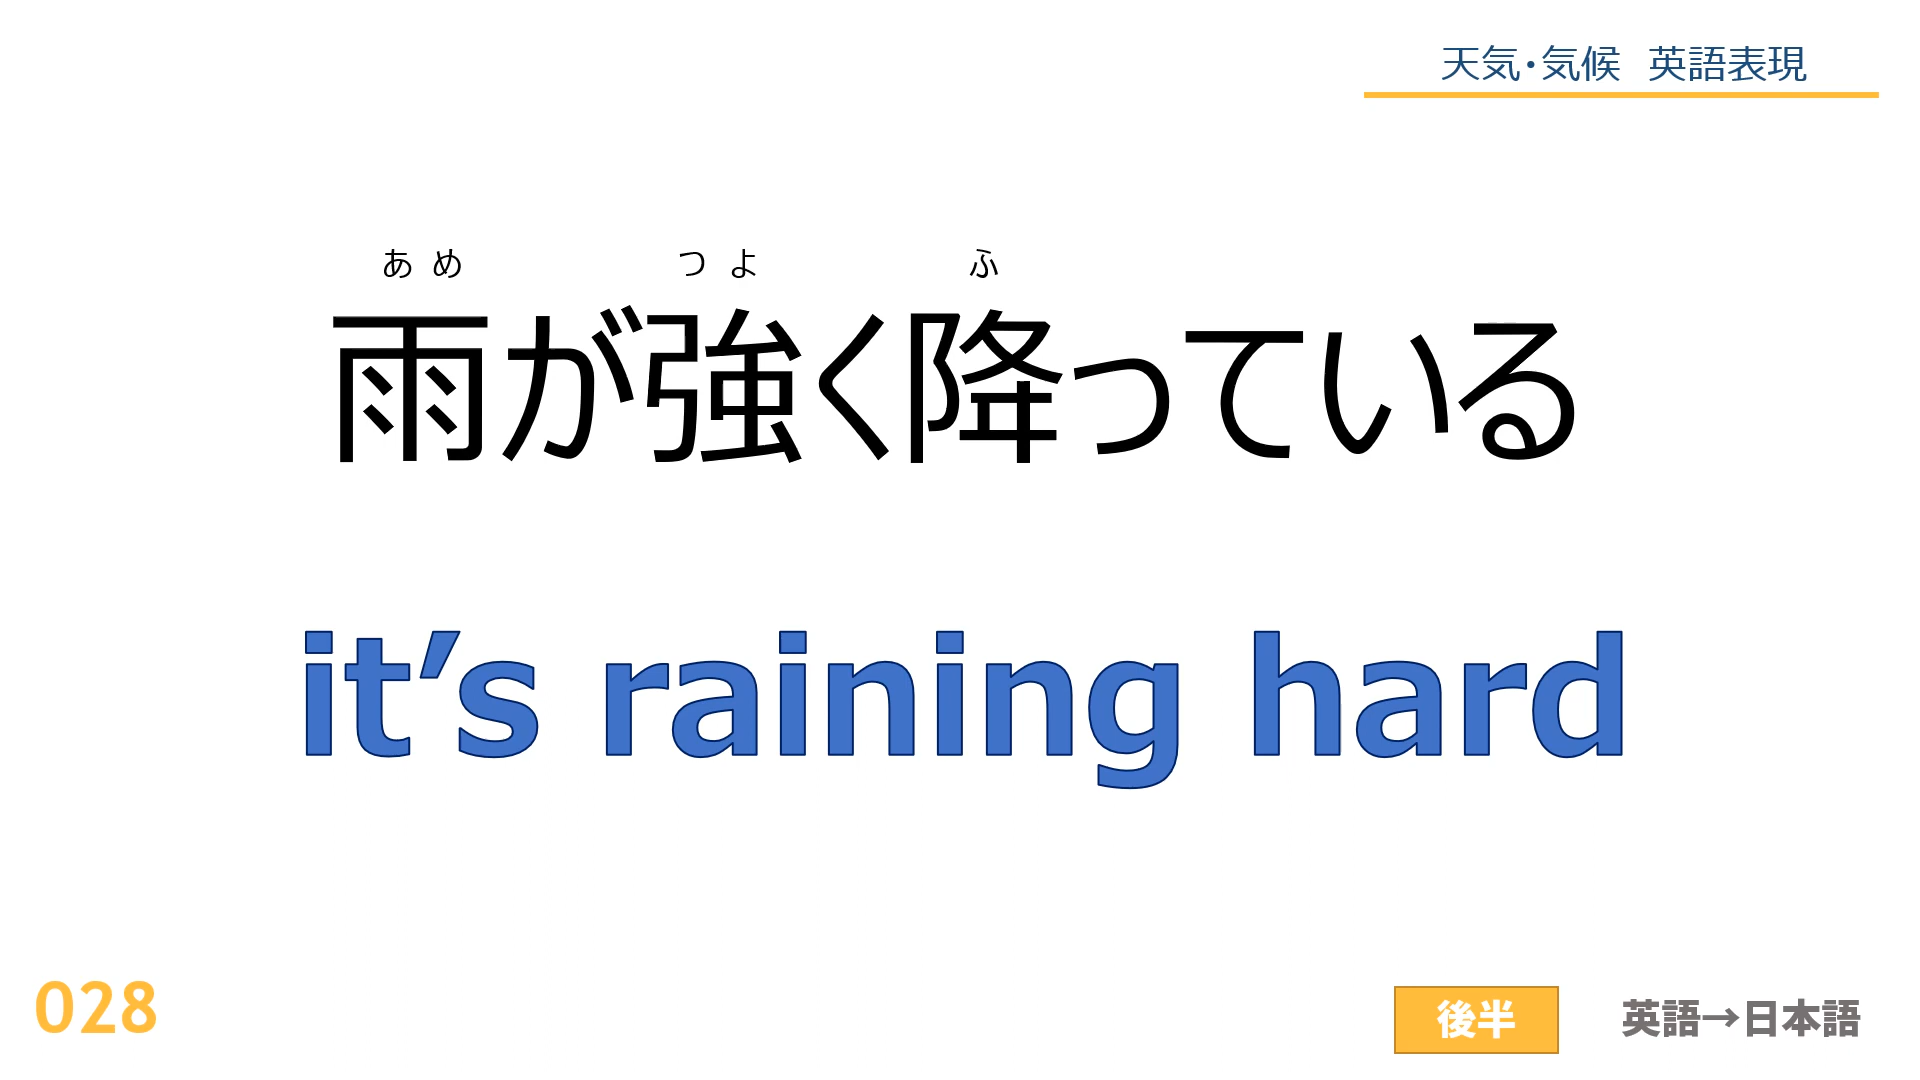 天気・気候　英語表現
あめ つよ ふ
雨が強く降っている
it’s raining hard
028
後半
英語→日本語